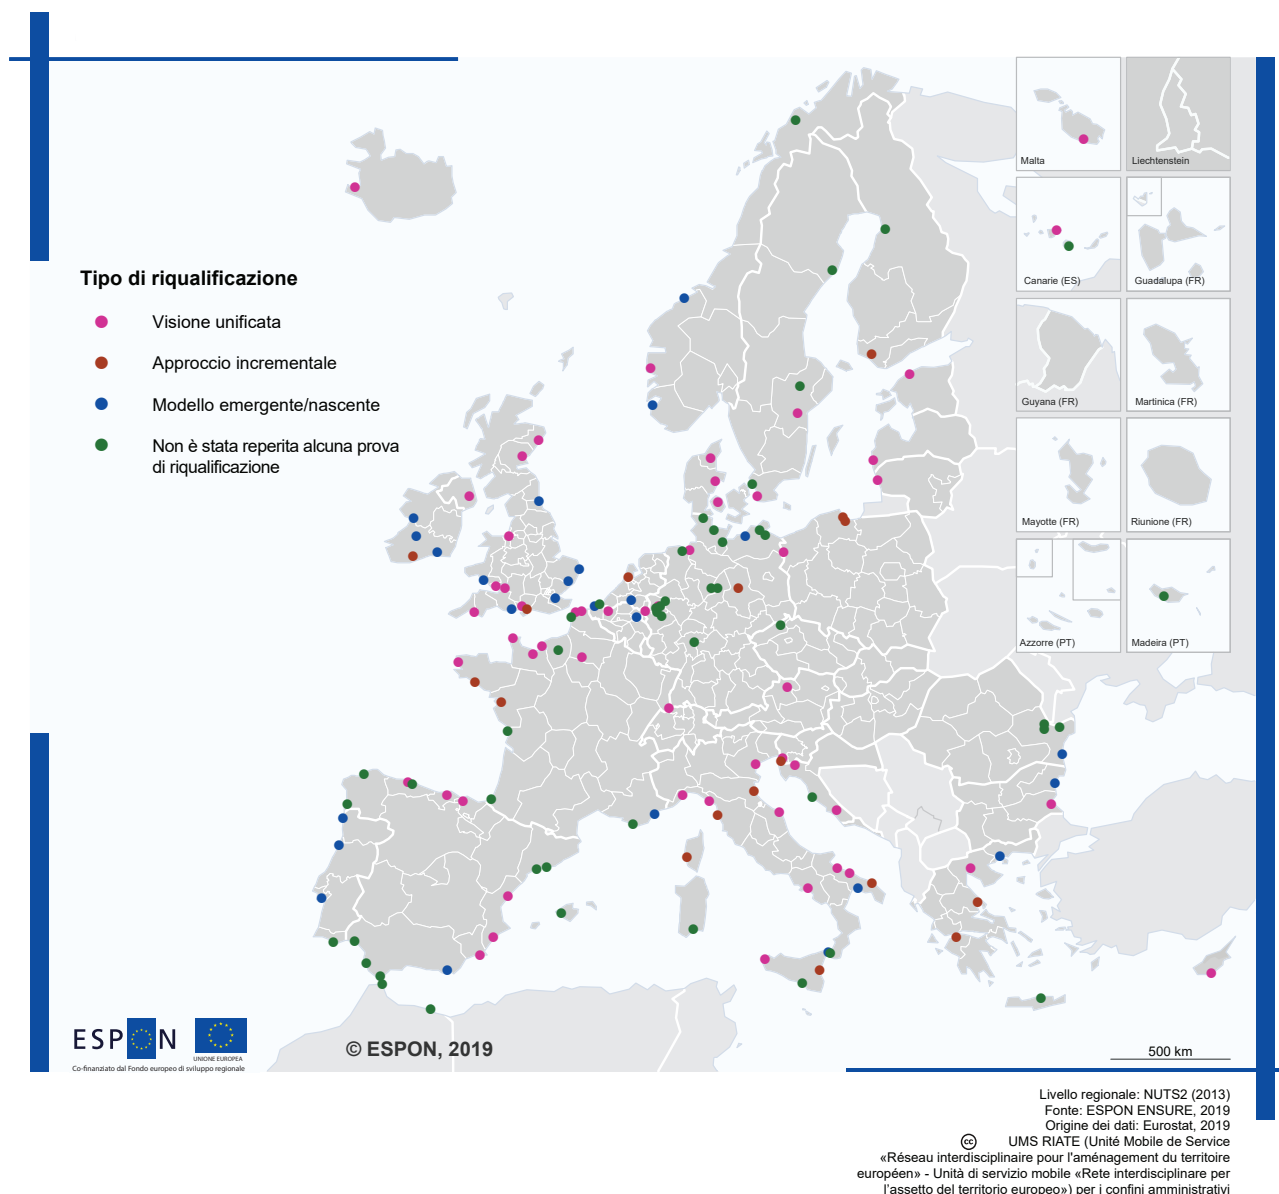 Malta
Liechtenstein
Canarie (ES)
Guadalupa (FR)
Guyana (FR)
Martinica (FR)
Mayotte (FR)
Riunione (FR)
Azzorre (PT)
Madeira (PT)
Tipo di riqualificazione
Visione unificata
Approccio incrementale
Modello emergente/nascente
Non è stata reperita alcuna prova
di riqualificazione
ESPON
UNIONE EUROPEA
Co-finanziato dal Fondo europeo di sviluppo regionale
© ESPON, 2019
500 km
Livello regionale: NUTS2 (2013)
Fonte: ESPON ENSURE, 2019
Origine dei dati: Eurostat, 2019
cc UMS RIATE (Unité Mobile de Service
«Réseau interdisciplinaire pour l'aménagement du territoire
européen» - Unità di servizio mobile «Rete interdisciplinare per
l'assetto del territorio europeo») per i confini amministrativi